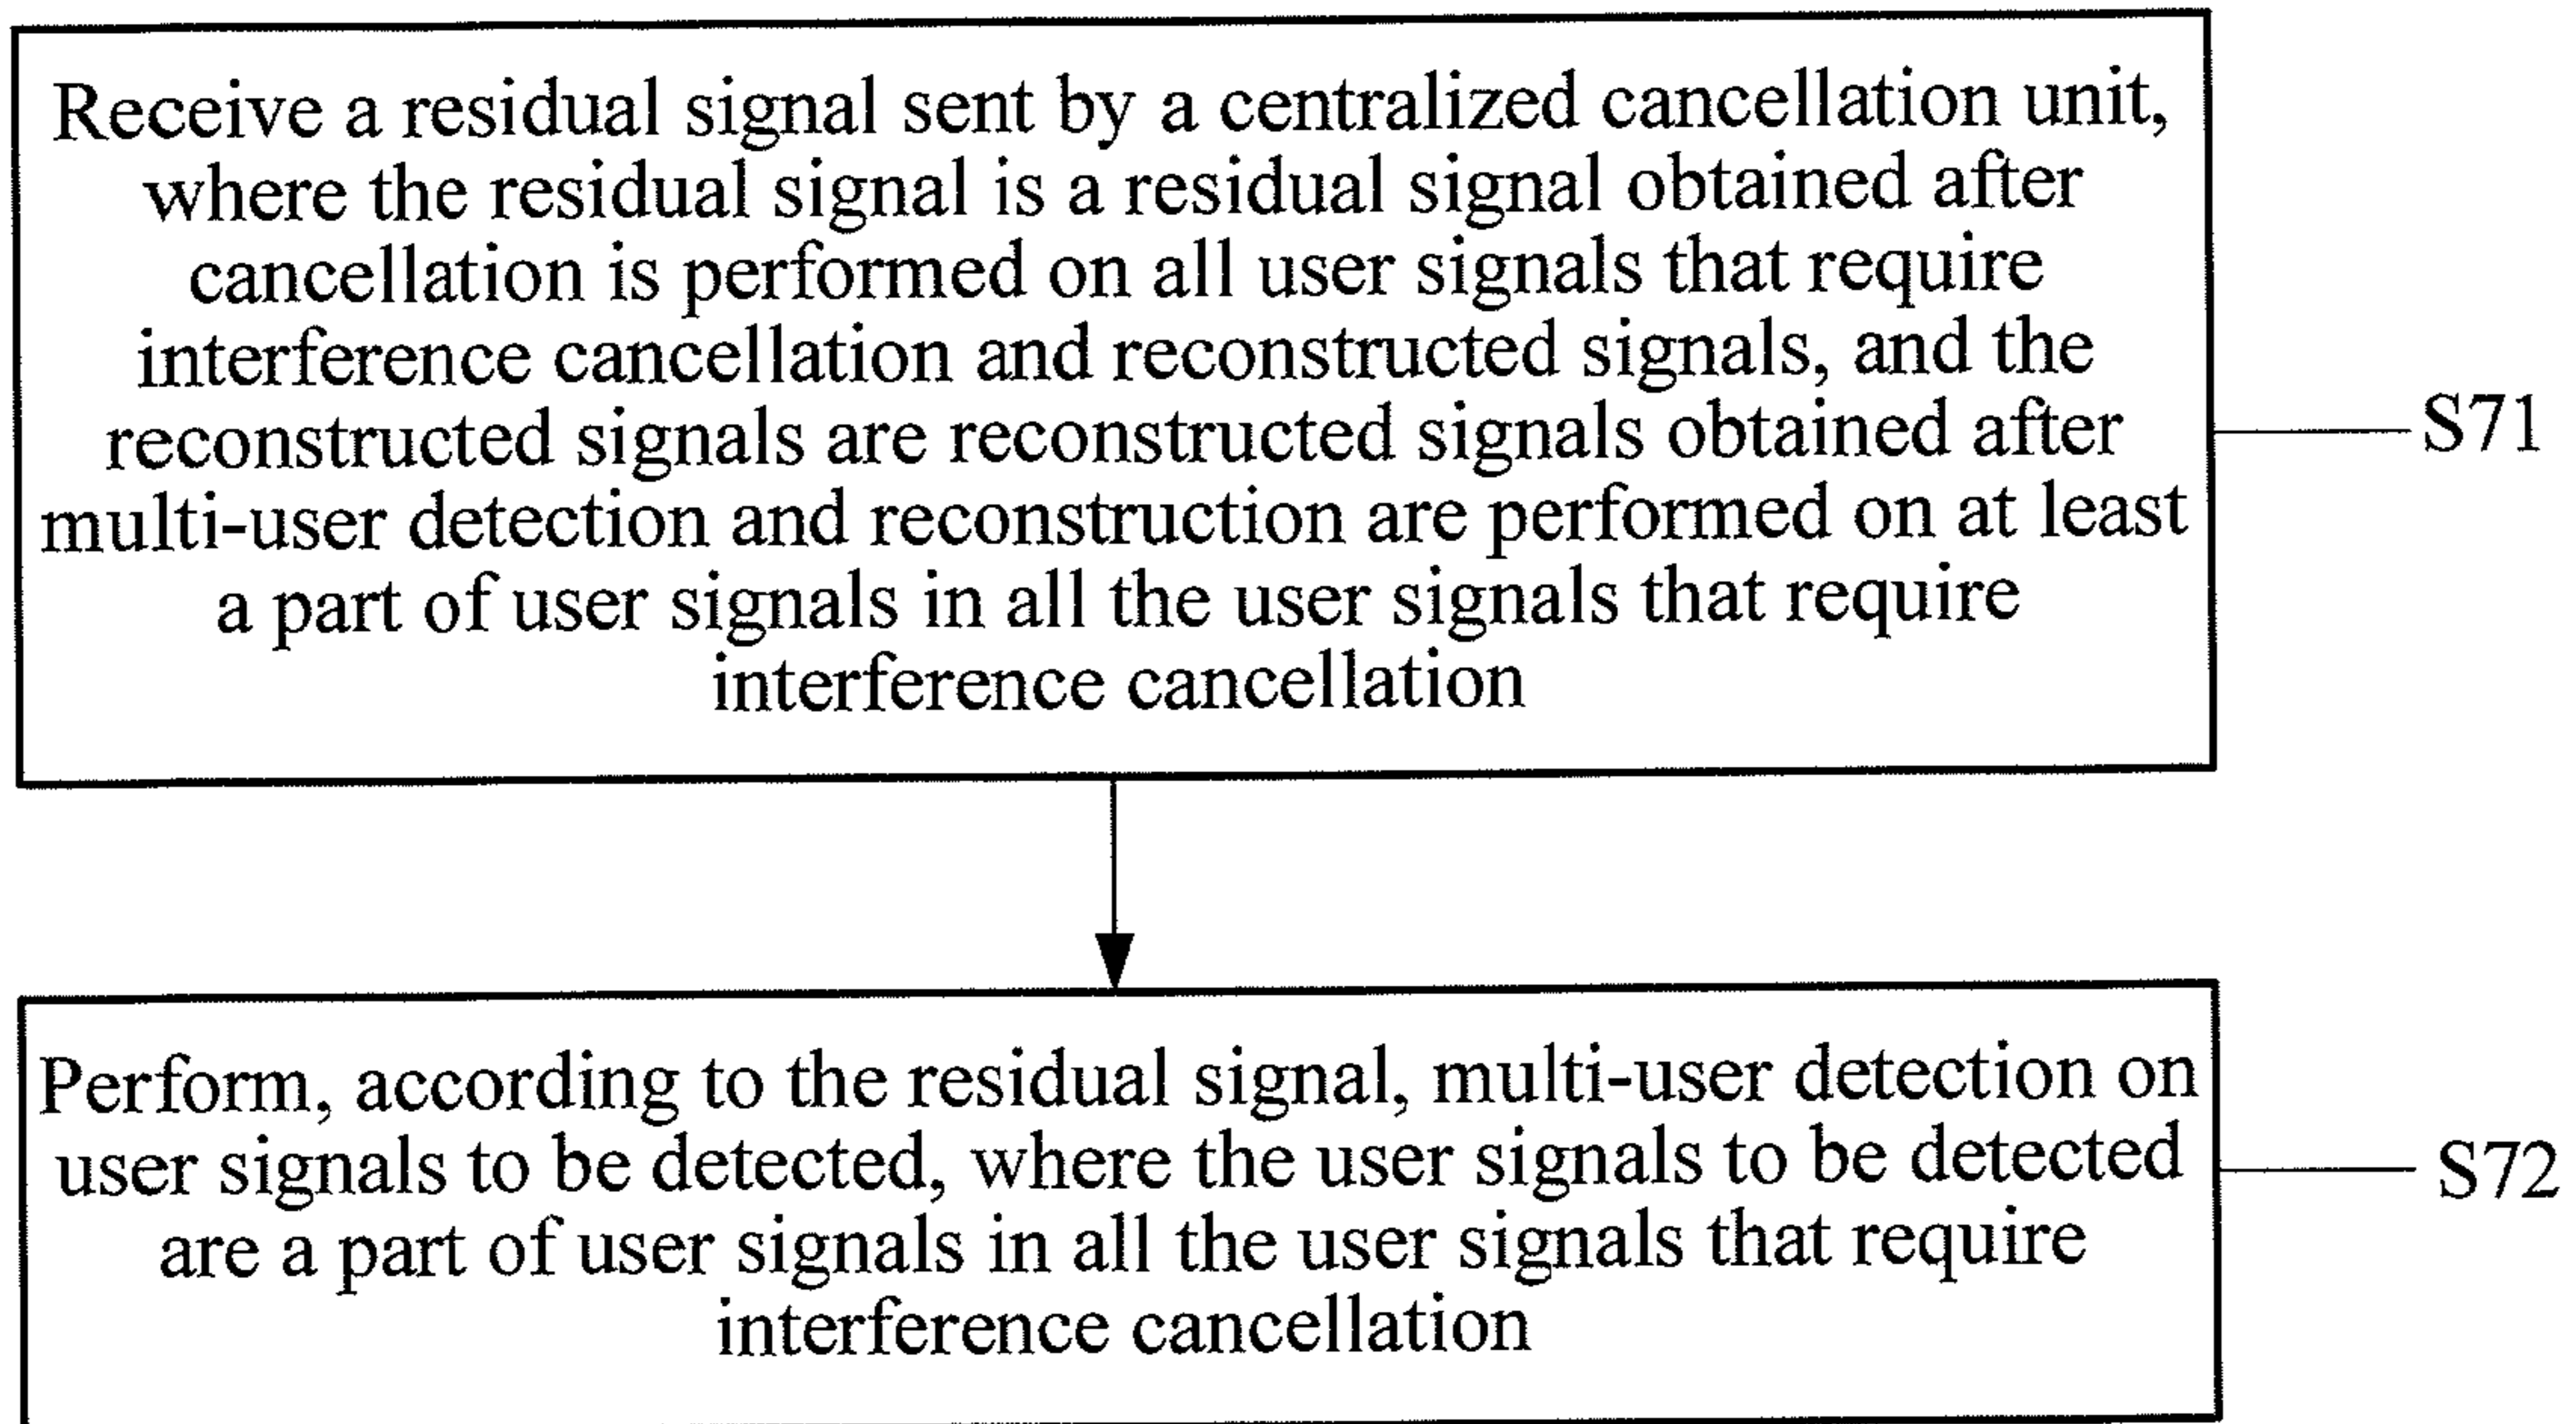 Receive a residual signal sent by a centralized cancellation unit,
where the residual signal is a residual signal obtained after
cancellation is performed on all user signals that require
interference cancellation and reconstructed signals, and the
reconstructed signals are reconstructed signals obtained after
multi-user detection and reconstruction are performed on at least
a part of user signals in all the user signals that require
interference cancellation
S71
Perform, according to the residual signal, multi-user detection on
user signals to be detected, where the user signals to be detected
are a part of user signals in all the user signals that require
interference cancellation
S72